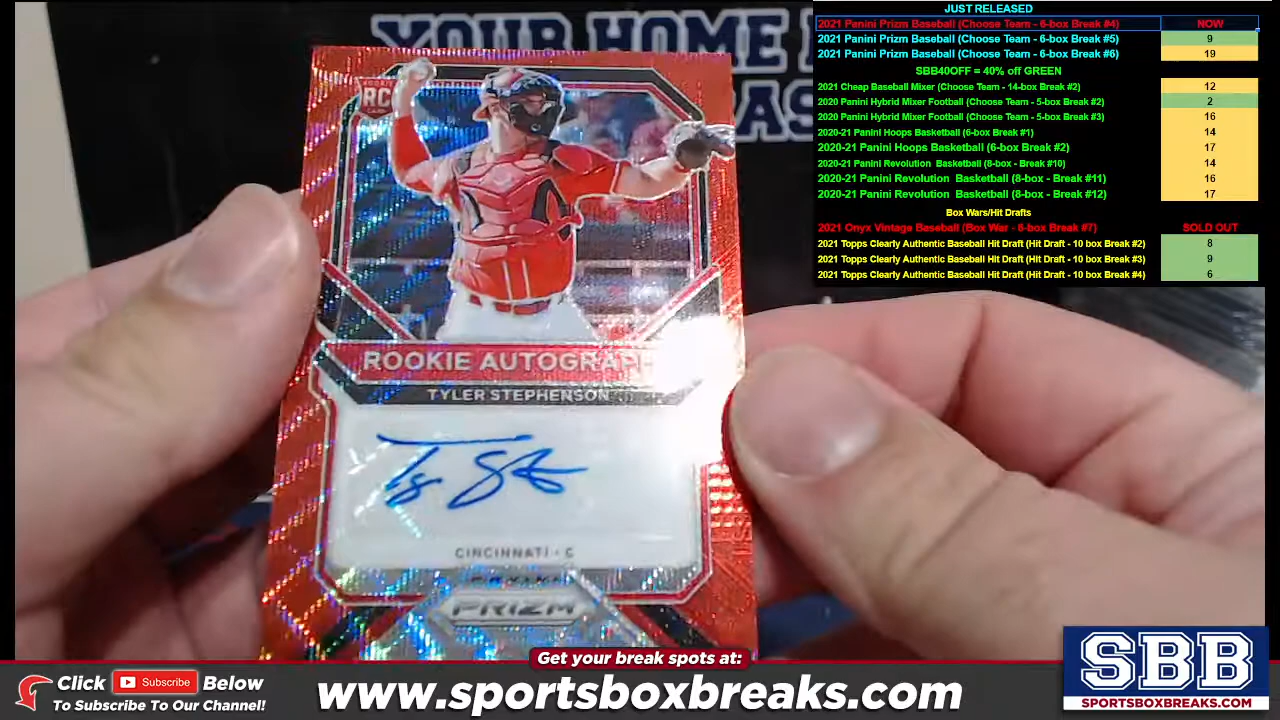 YOUR HOME
RC
ROOKIE AUTOGRAPH
TYLER STEPHENSON
CINCINNATI - C
PRIZM
JUST RELEASED
2021 Panini Prizm Baseball (Choose Team - 6-box Break #4) NOW
2021 Panini Prizm Baseball (Choose Team - 6-box Break #5) 9
2021 Panini Prizm Baseball (Choose Team - 6-box Break #6) 19
SBB40OFF = 40% off GREEN
2021 Cheap Baseball Mixer (Choose Team - 14-box Break #2) 12
2020 Panini Hybrid Mixer Football (Choose Team - 5-box Break #2) 2
2020 Panini Hybrid Mixer Football (Choose Team - 5-box Break #3) 16
2020-21 Panini Hoops Basketball (6-box Break #1) 14
2020-21 Panini Hoops Basketball (6-box Break #2) 17
2020-21 Panini Revolution Basketball (8-box - Break #10) 14
2020-21 Panini Revolution Basketball (8-box - Break #11) 16
2020-21 Panini Revolution Basketball (8-box - Break #12) 17
Box Wars/Hit Drafts
2021 Onyx Vintage Baseball (Box War - 6-box Break #7) SOLD OUT
2021 Topps Clearly Authentic Baseball Hit Draft (Hit Draft - 10 box Break #2) 8
2021 Topps Clearly Authentic Baseball Hit Draft (Hit Draft - 10 box Break #3) 9
2021 Topps Clearly Authentic Baseball Hit Draft (Hit Draft - 10 box Break #4) 6
Get your break spots at:
Click Subscribe Below
To Subscribe To Our Channel!
www.sportsboxbreaks.com
SBB
SPORTSBOXBREAKS.COM